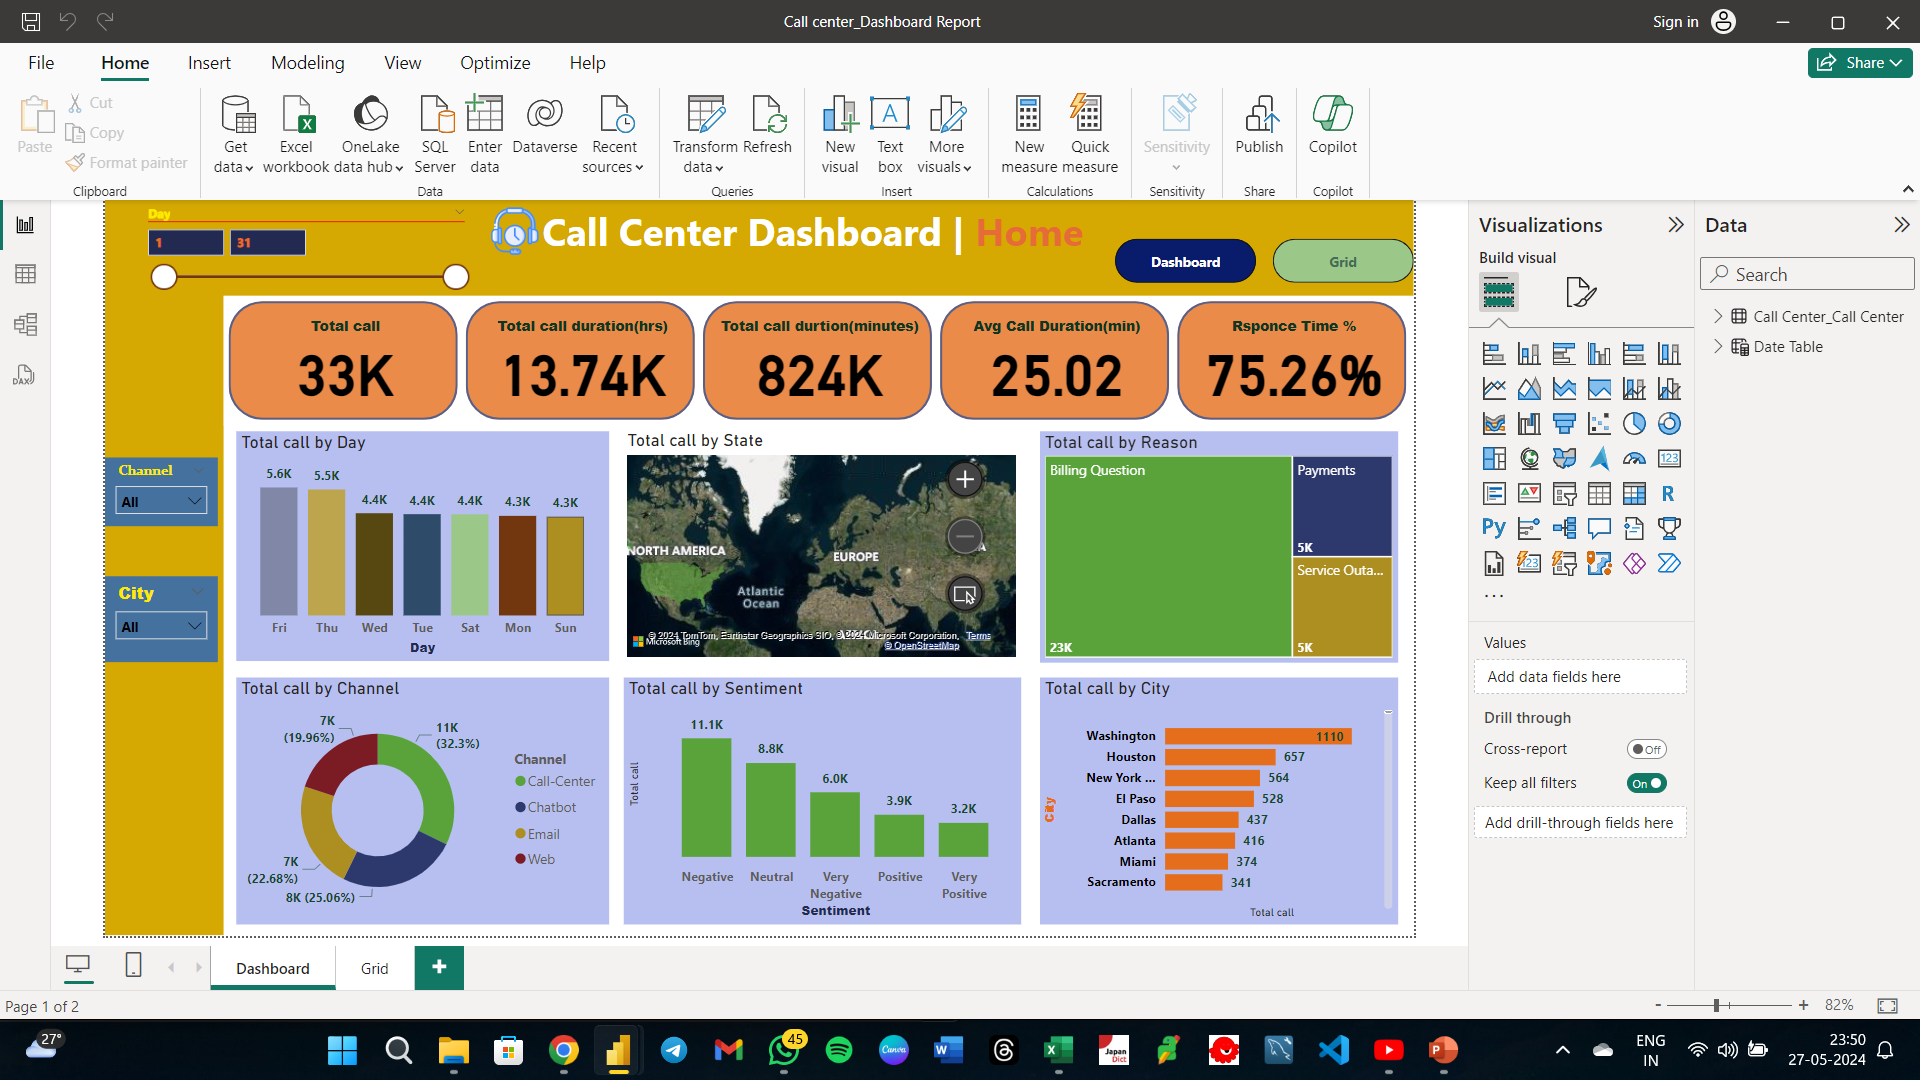 Call center_Dashboard Report
Sign in
File
Home
Insert
Modeling
View
Optimize
Help
Share
Paste
Cut
Copy
Format painter
Clipboard
Get
data
Excel
workbook
OneLake
data hub
SQL
Server
Enter
data
Dataverse
Recent
sources
Data
Transform
data
Refresh
Queries
New
visual
Text
box
More
visuals
Insert
New
measure
Quick
measure
Calculations
Sensitivity
Sensitivity
Publish
Share
Copilot
Copilot
Day
1
31
Call Center Dashboard | Home
Dashboard
Grid
Total call
33K
Total call duration(hrs)
13.74K
Total call durtion(minutes)
824K
Avg Call Duration(min)
25.02
Rsponce Time %
75.26%
Channel
All
City
All
Total call by Day
5.6K
5.5K
4.4K
4.4K
4.4K
4.3K
4.3K
Fri
Thu
Wed
Tue
Sat
Mon
Sun
Day
Total call by State
NORTH AMERICA
EUROPE
Atlantic
Ocean
Microsoft Bing
© 2024 TomTom, Earthstar Geographics SIO, © 2024 Microsoft Corporation,
Terms
© OpenStreetMap
Total call by Reason
Billing Question
23K
Payments
5K
Service Outa...
5K
Total call by Channel
7K
(19.96%)
11K
(32.3%)
7K
(22.68%)
8K (25.06%)
Channel
Call-Center
Chatbot
Email
Web
Total call by Sentiment
Total call
11.1K
8.8K
6.0K
3.9K
3.2K
Negative
Neutral
Very
Negative
Positive
Very
Positive
Sentiment
Total call by City
City
Washington 1110
Houston 657
New York ... 564
El Paso 528
Dallas 437
Atlanta 416
Miami 374
Sacramento 341
Total call
Visualizations
Build visual
123
R
Py
123
...
Values
Add data fields here
Drill through
Cross-report
Off
Keep all filters
On
Add drill-through fields here
Data
Search
Call Center_Call Center
Date Table
DAX
Dashboard
Grid
+
Page 1 of 2
- + 82%
27°
45
Canva
Japan
Dict
ENG
IN
23:50
27-05-2024